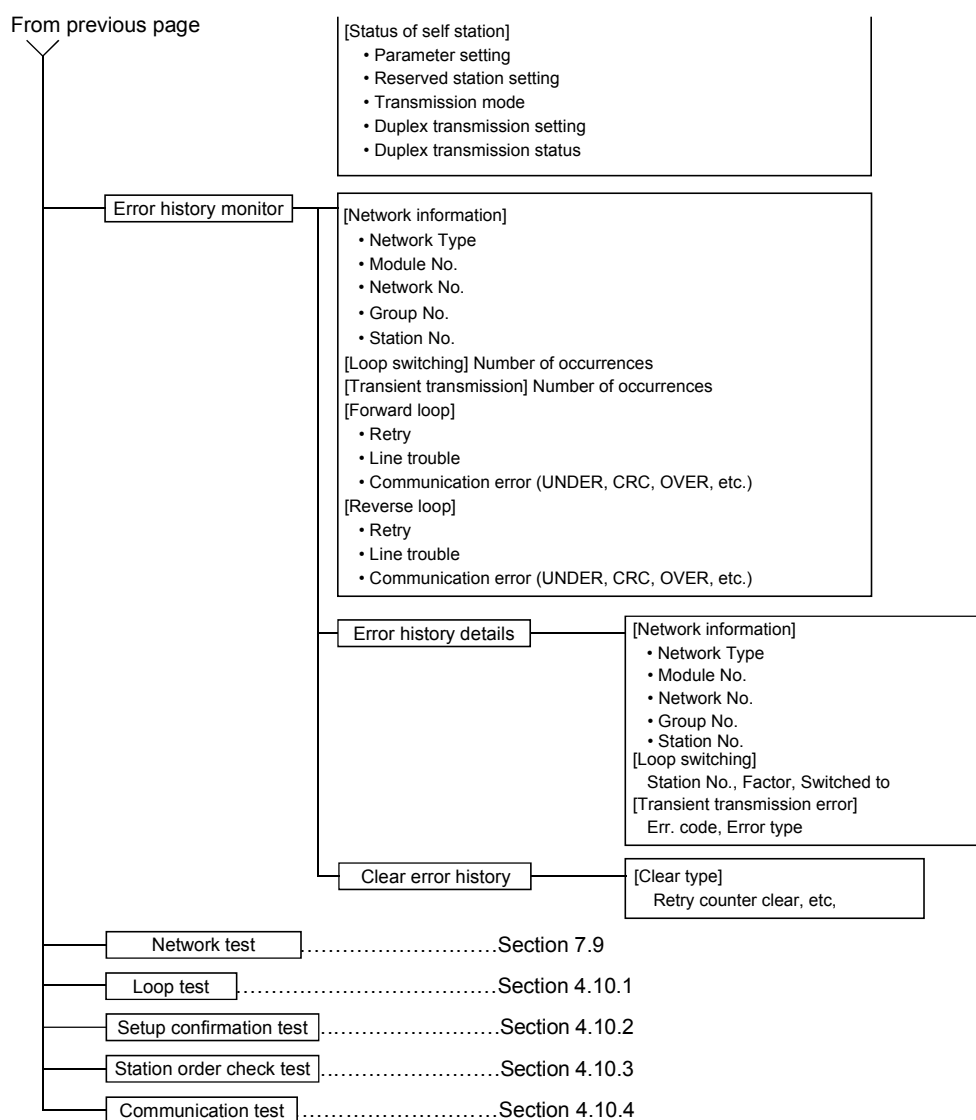 From previous page
[Status of self station]
• Parameter setting
• Reserved station setting
• Transmission mode
• Duplex transmission setting
• Duplex transmission status
Error history monitor
[Network information]
• Network Type
• Module No.
• Network No.
• Group No.
• Station No.
[Loop switching] Number of occurrences
[Transient transmission] Number of occurrences
[Forward loop]
• Retry
• Line trouble
• Communication error (UNDER, CRC, OVER, etc.)
[Reverse loop]
• Retry
• Line trouble
• Communication error (UNDER, CRC, OVER, etc.)
Error history details
[Network information]
• Network Type
• Module No.
• Network No.
• Group No.
• Station No.
[Loop switching]
Station No., Factor, Switched to
[Transient transmission error]
Err. code, Error type
Clear error history
[Clear type]
Retry counter clear, etc,
Network test ................................Section 7.9
Loop test ..........................................Section 4.10.1
Setup confirmation test .............................Section 4.10.2
Station order check test .............................Section 4.10.3
Communication test ................................Section 4.10.4